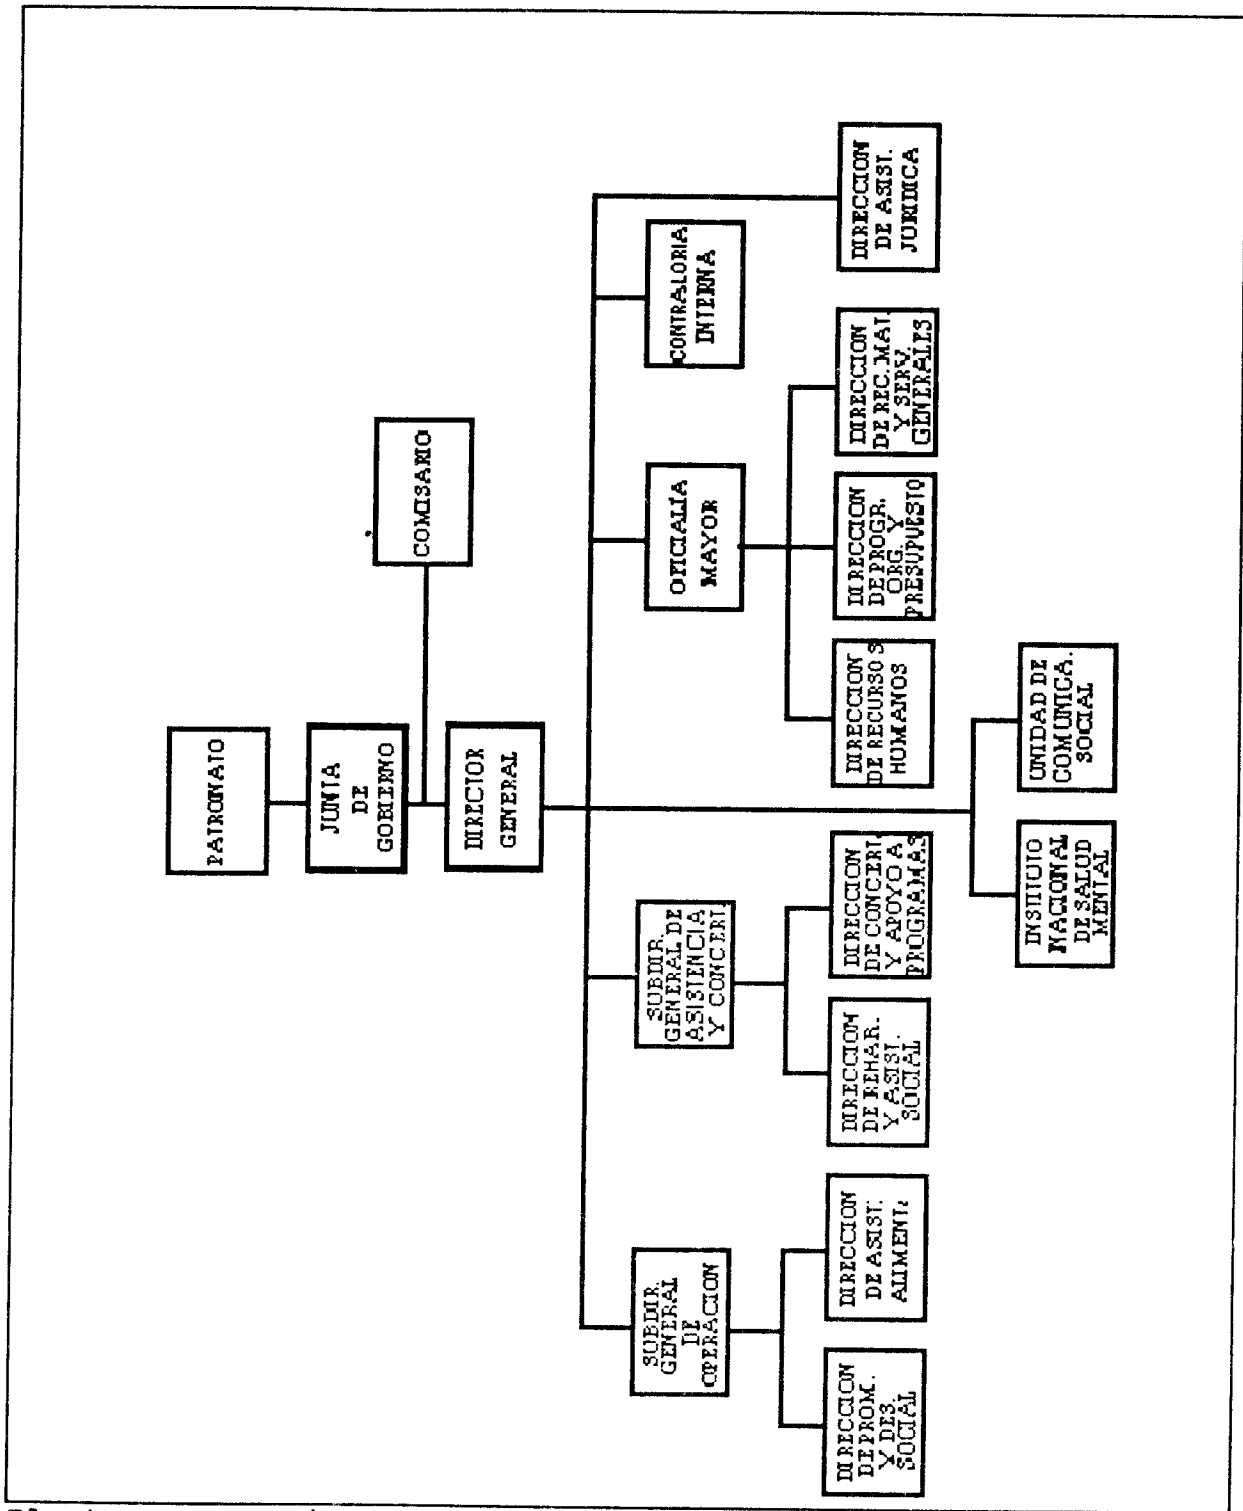 PATRONATO
JUNTA
DE
GOBIERNO
COMISARIO
DIRECTOR
GENERAL
SUBDIR.
GENERAL
DE
OPERACION
SUBDIR.
GENERAL DE
ASISTENCIA
Y CONCERT.
OFICIALIA
MAYOR
CONTRALORIA
INTERNA
DIRECCION
DE PROM.
Y DES.
SOCIAL
DIRECCION
DE ASIST.
ALIMENT.
DIRECCION
DE REHAB.
Y ASIST.
SOCIAL
DIRECCION
DE CONCERT.
Y APOYO A
PROGRAMAS
DIRECCION
DE RECURSOS
HUMANOS
DIRECCION
DE PROGR.
ORG. Y
PRESUPUESTO
DIRECCION
DE REC. MAT.
Y SERV.
GENERALES
DIRECCION
DE ASIST.
JURIDICA
INSTITUTO
NACIONAL
DE SALUD
MENTAL
UNIDAD DE
COMUNICA.
SOCIAL